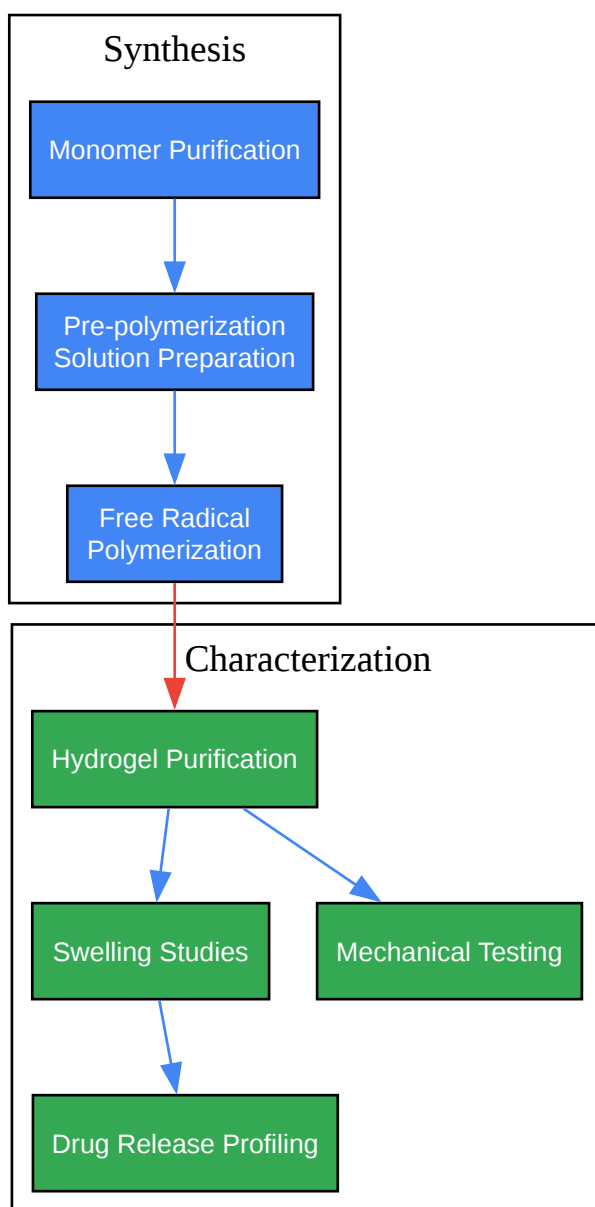 Synthesis
Monomer Purification
Pre-polymerization
Solution Preparation
Free Radical
Polymerization
Characterization
Hydrogel Purification
Swelling Studies
Mechanical Testing
Drug Release Profiling